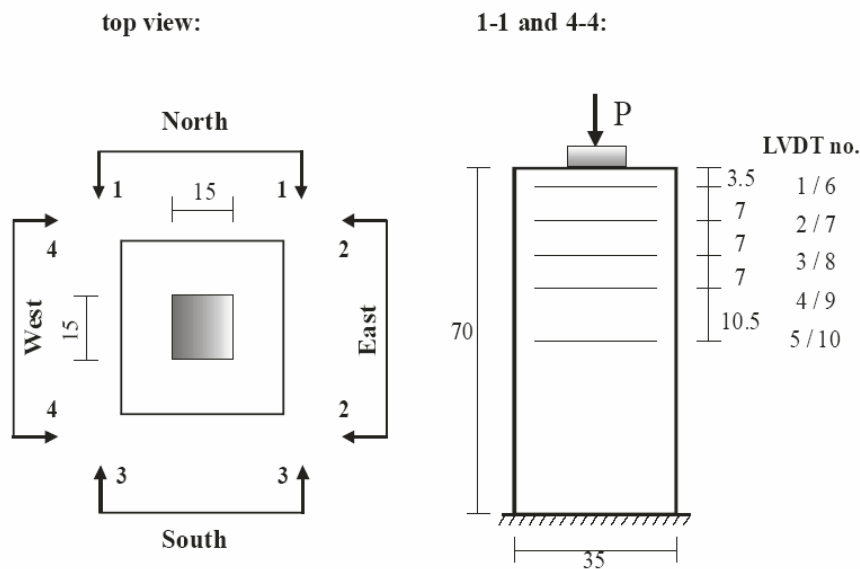 top view:
1-1 and 4-4:
North
P
LVDT no.
1
15
1
3.5
1 / 6
7
2 / 7
4
2
7
3 / 8
7
4 / 9
West
15
East
70
10.5
5 / 10
4
2
3
3
South
35